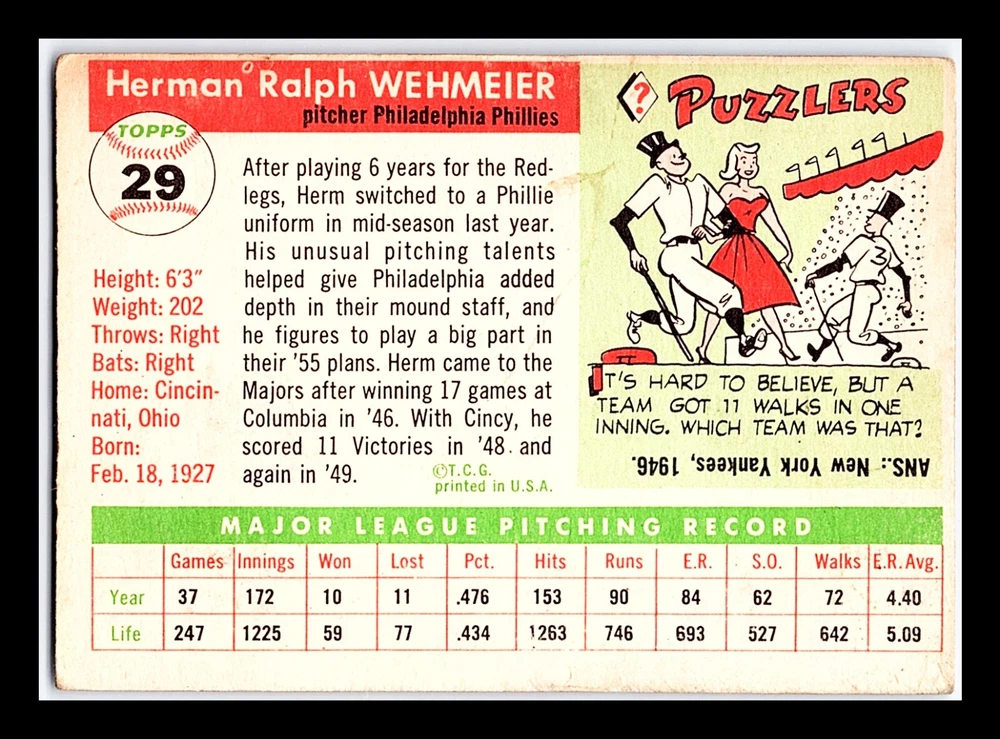 Herman Ralph WEHMEIER
pitcher Philadelphia Phillies
TOPPS
29
Height: 6'3"
Weight: 202
Throws: Right
Bats: Right
Home: Cincin-
nati, Ohio
Born:
Feb. 18, 1927
After playing 6 years for the Red-
legs, Herm switched to a Phillie
uniform in mid-season last year.
His unusual pitching talents
helped give Philadelphia added
depth in their mound staff, and
he figures to play a big part in
their '55 plans. Herm came to the
Majors after winning 17 games at
Columbia in '46. With Cincy, he
scored 11 Victories in '48 and
again in '49.
©T.C.G.
printed in U.S.A.
? PUZZLERS
3
IT'S HARD TO BELIEVE, BUT A
TEAM GOT 11 WALKS IN ONE
INNING. WHICH TEAM WAS THAT?
ANS.: New York Yankees, 1946.
MAJOR LEAGUE PITCHING RECORD
Games Innings Won Lost Pct. Hits Runs E.R. S.O. Walks E.R. Avg.
Year 37 172 10 11 .476 153 90 84 62 72 4.40
Life 247 1225 59 77 .434 1263 746 693 527 642 5.09